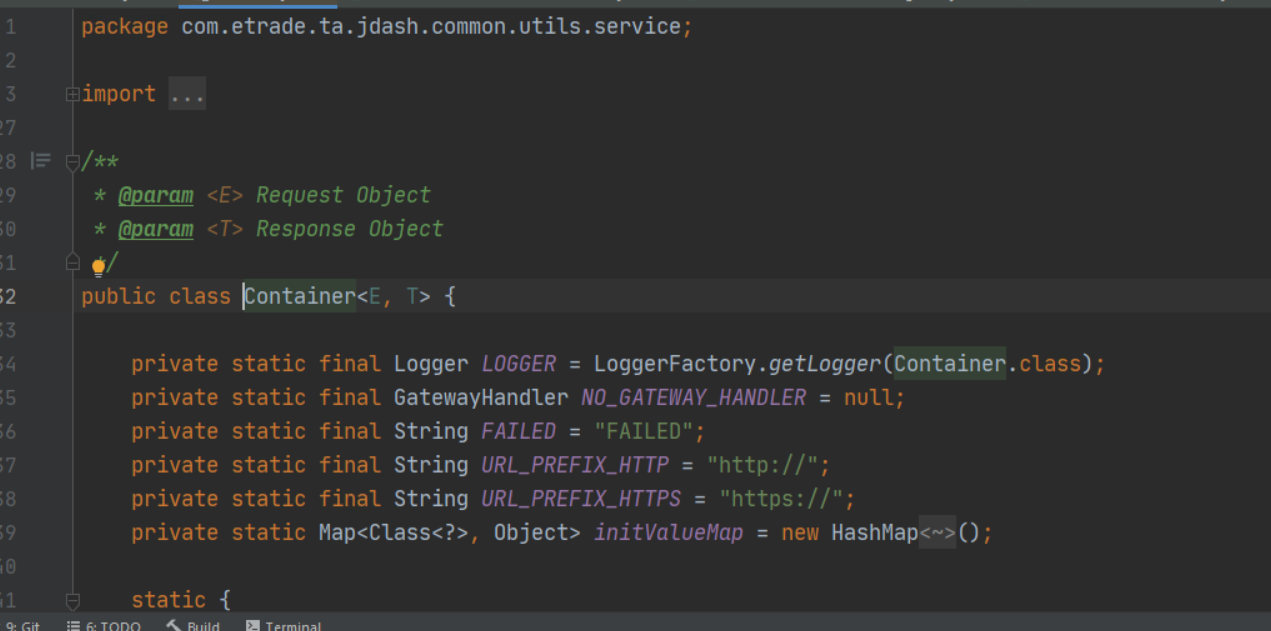 1 package com.etrade.ta.jdash.common.utils.service;
2
3 import ...
27
28 /**
29 * @param <E> Request Object
30 * @param <T> Response Object
31 */
32 public class Container<E, T> {
33
34 private static final Logger LOGGER = LoggerFactory.getLogger(Container.class);
35 private static final GatewayHandler NO_GATEWAY_HANDLER = null;
36 private static final String FAILED = "FAILED";
37 private static final String URL_PREFIX_HTTP = "http://";
38 private static final String URL_PREFIX_HTTPS = "https://";
39 private static Map<Class<?>, Object> initValueMap = new HashMap<~>();
40
41 static {
9: Git 6: TODO Build Terminal